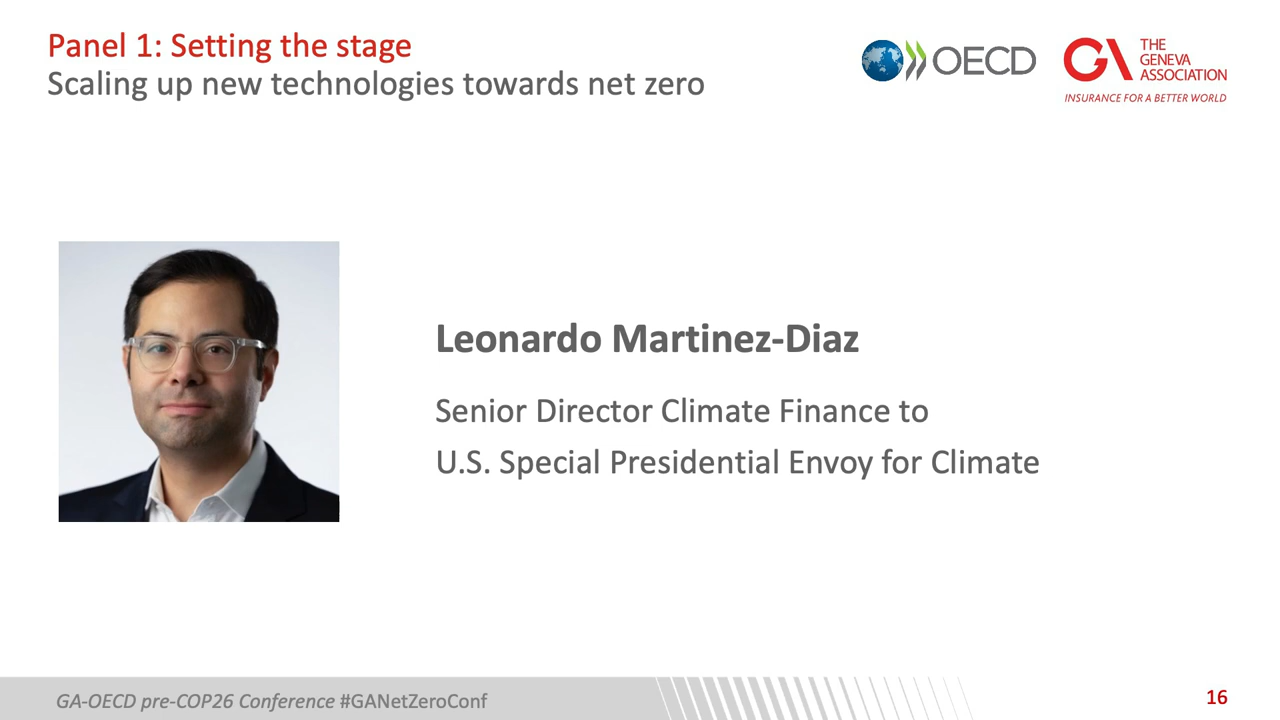 Panel 1: Setting the stage
Scaling up new technologies towards net zero
OECD
GA THE
GENEVA
ASSOCIATION
INSURANCE FOR A BETTER WORLD
Leonardo Martinez-Diaz
Senior Director Climate Finance to
U.S. Special Presidential Envoy for Climate
GA-OECD pre-COP26 Conference #GANetZeroConf
16